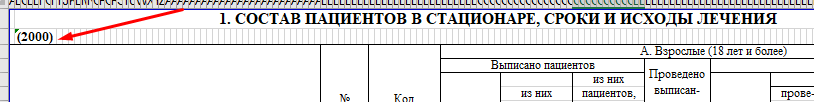 1. СОСТАВ ПАЦИЕНТОВ В СТАЦИОНАРЕ, СРОКИ И ИСХОДЫ ЛЕЧЕНИЯ
(2000)
А. Взрослые (18 лет и более)
Выписано пациентов
Проведено
из них
выписан-
из них
пациентов,
прове-
№
Код